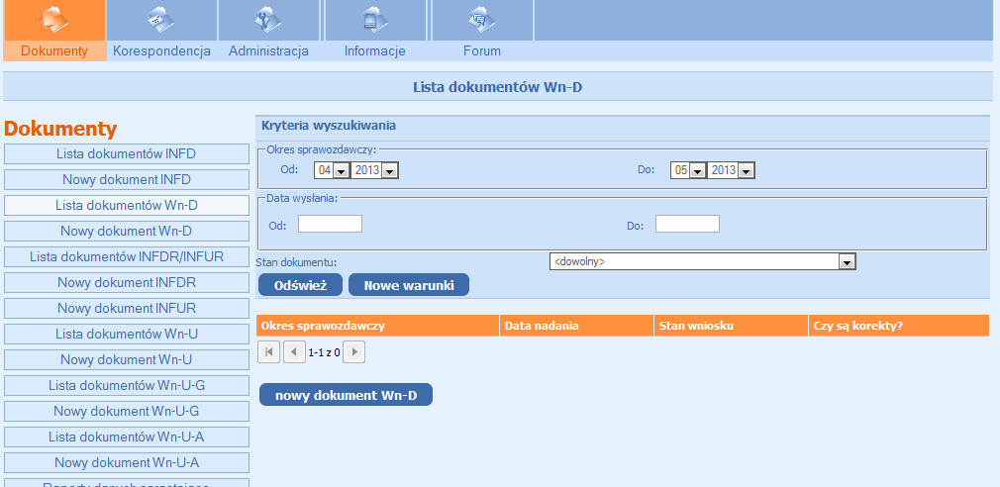 Dokumenty Korespondencja Administracja Informacje Forum
Lista dokumentów Wn-D
Dokumenty
Lista dokumentów INFD
Nowy dokument INFD
Lista dokumentów Wn-D
Nowy dokument Wn-D
Lista dokumentów INFDR/INFUR
Nowy dokument INFDR
Nowy dokument INFUR
Lista dokumentów Wn-U
Nowy dokument Wn-U
Lista dokumentów Wn-U-G
Nowy dokument Wn-U-G
Lista dokumentów Wn-U-A
Nowy dokument Wn-U-A
Kryteria wyszukiwania
Okres sprawozdawczy:
Od: 04 2013 Do: 05 2013
Data wysłania:
Od: Do:
Stan dokumentu: <dowolny>
Odśwież Nowe warunki
Okres sprawozdawczy Data nadania Stan wniosku Czy są korekty?
1-1 z 0
nowy dokument Wn-D